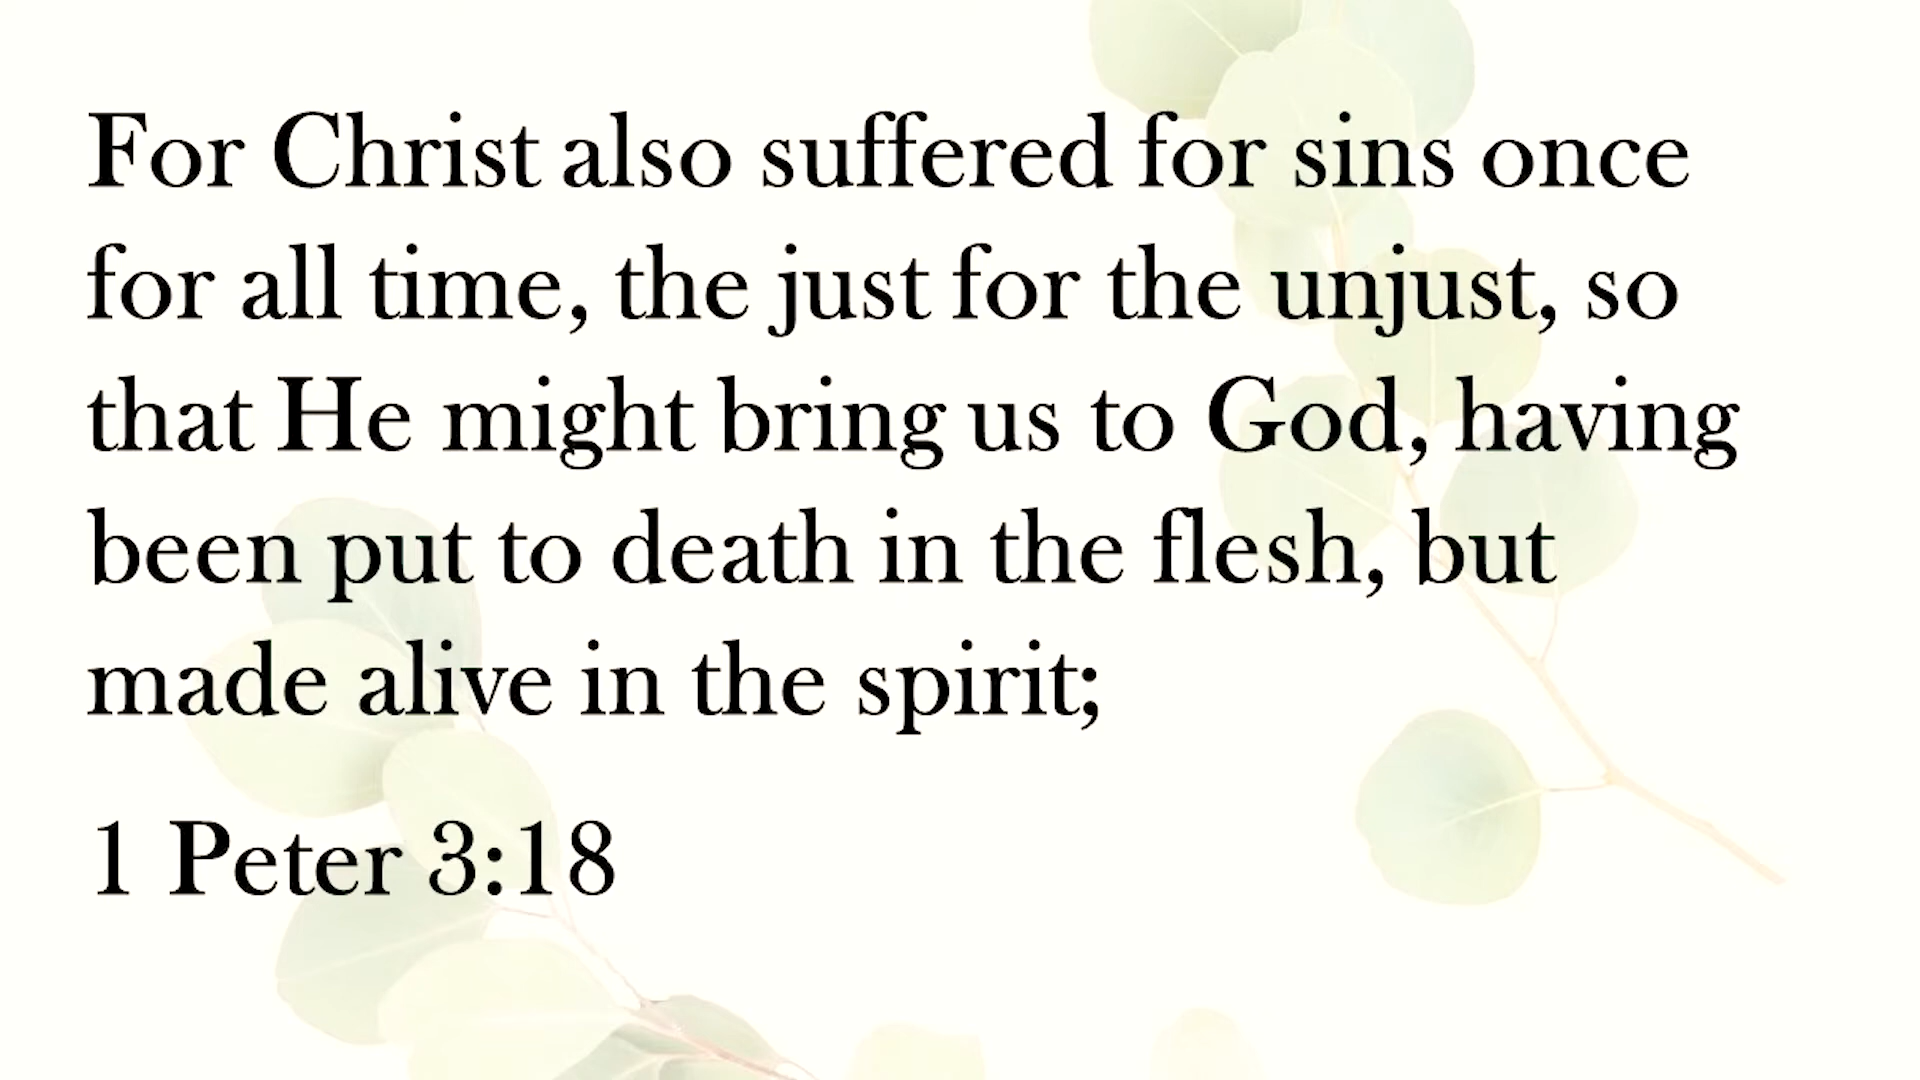 For Christ also suffered for sins once
for all time, the just for the unjust, so
that He might bring us to God, having
been put to death in the flesh, but
made alive in the spirit;
1 Peter 3:18